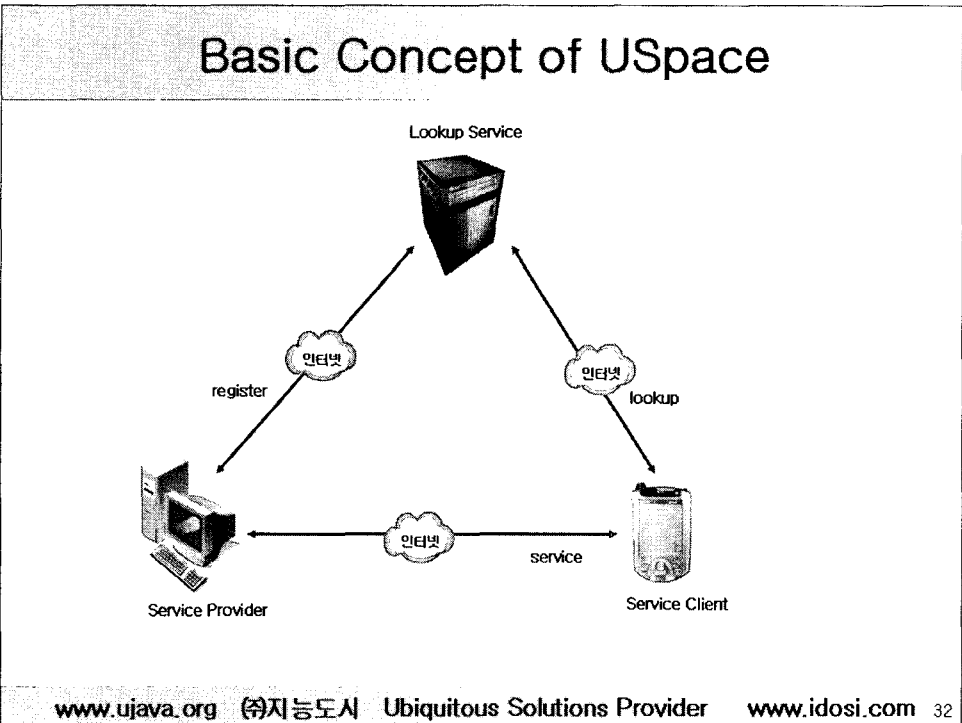 Basic Concept of USpace
Lookup Service
인터넷
인터넷
register
lookup
인터넷
service
Service Provider
Service Client
www.ujava.org ㈜지능도시 Ubiquitous Solutions Provider www.idosi.com 32